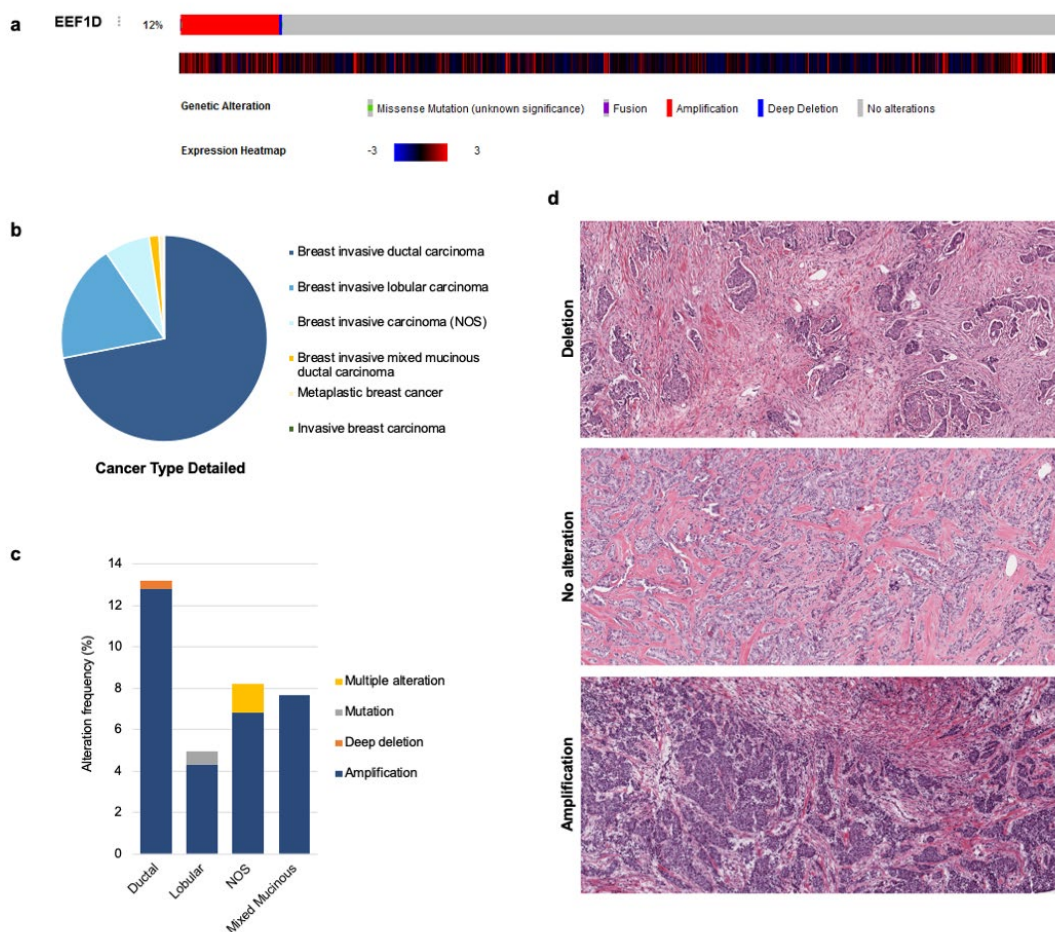 a
EEF1D
12%
Genetic Alteration
Missense Mutation (unknown significance)
Fusion
Amplification
Deep Deletion
No alterations
Expression Heatmap
-3
3
b
Breast invasive ductal carcinoma
Breast invasive lobular carcinoma
Breast invasive carcinoma (NOS)
Breast invasive mixed mucinous
ductal carcinoma
Metaplastic breast cancer
Invasive breast carcinoma
Cancer Type Detailed
c
Alteration frequency (%)
14
12
10
8
6
4
2
0
Ductal
Lobular
NOS
Mixed Mucinous
Multiple alteration
Mutation
Deep deletion
Amplification
d
Deletion
No alteration
Amplification